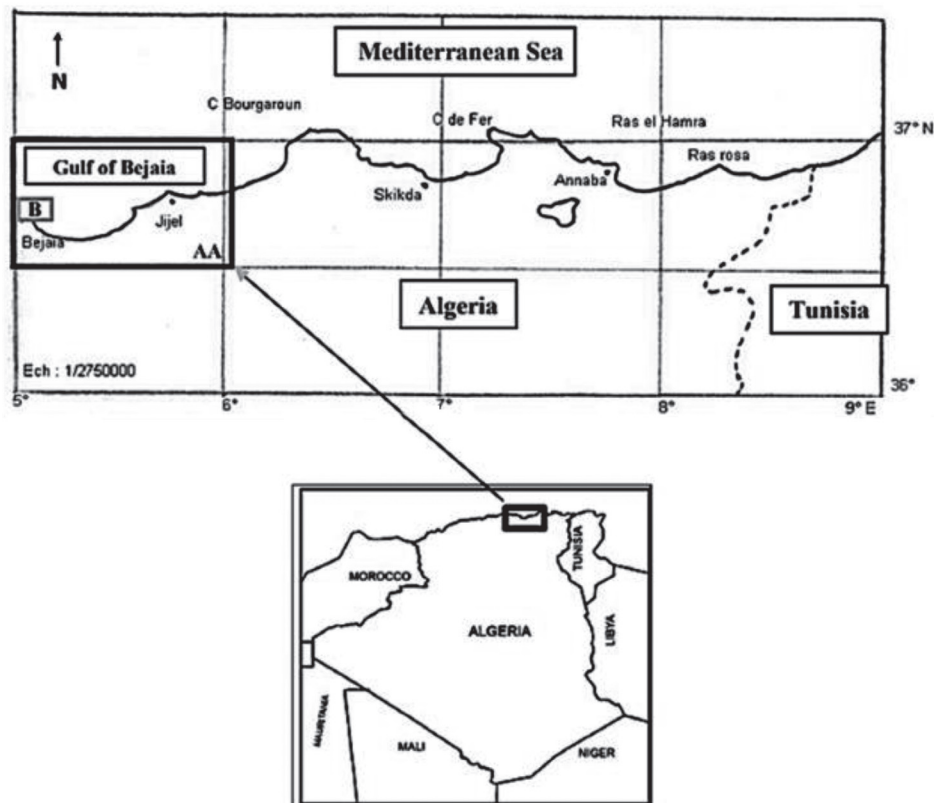 Mediterranean Sea
N
C Bourgaroun
C de Fer
Ras el Hamra
37° N
Gulf of Bejaia
Ras rosa
Annaba
Skikda
B
Jijel
Bejaia
AA
Algeria
Tunisia
Ech : 1/2750000
36°
5°
6°
7°
8°
9° E
MOROCCO
TUNISIA
ALGERIA
LIBYA
MAURITANIA
MALI
NIGER